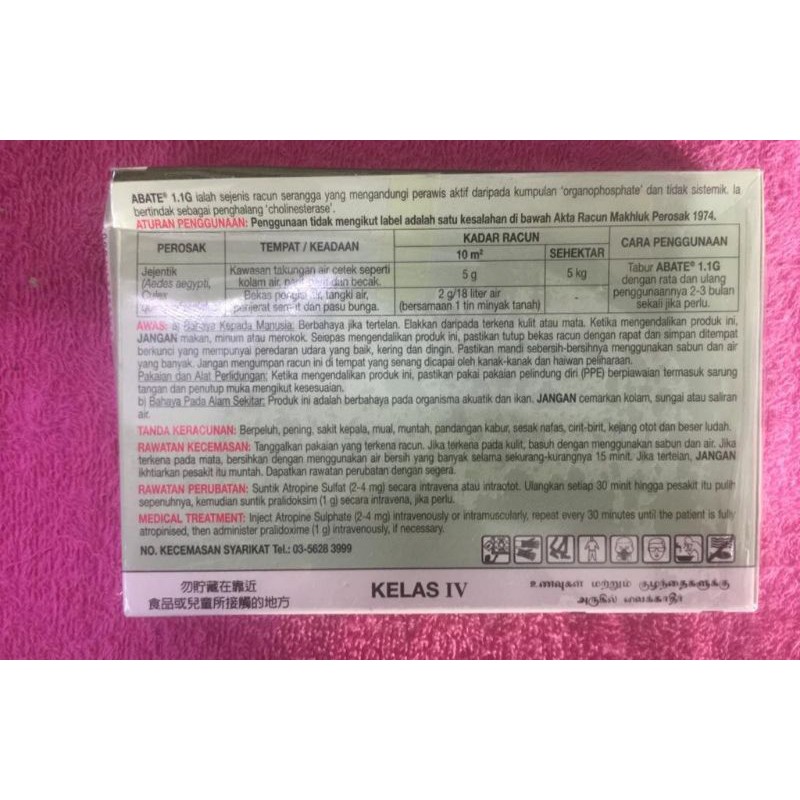 ABATE® 1.1G ialah sejenis racun serangga yang mengandungi perawis aktif daripada kumpulan 'organophosphate' dan tidak sistemik. Ia
bertindak sebagai penghalang 'cholinesterase'.
ATURAN PENGGUNAAN: Penggunaan tidak mengikut label adalah satu kesalahan di bawah Akta Racun Makhluk Perosak 1974.
PEROSAK TEMPAT / KEADAAN KADAR RACUN CARA PENGGUNAAN
10 m² SEHEKTAR
Jejentik Kawasan takungan air cetek seperti 5 g 5 kg Tabur ABATE® 1.1G
(Aedes aegypti, kolam air, dan becak. dengan rata dan ulang
Bekas air, tangki air, 2 g/18 liter air - penggunaannya 2-3 bulan
dan pasu bunga. (bersamaan 1 tin minyak tanah) sekali jika perlu.
AWAS: a) Bahaya Kepada Manusia: Berbahaya jika tertelan. Elakkan daripada terkena kulit atau mata. Ketika mengendalikan produk ini,
JANGAN makan, minum atau merokok. Selepas mengendalikan produk ini, pastikan tutup bekas racun dengan rapat dan simpan ditempat
berkunci yang mempunyai peredaran udara yang baik, kering dan dingin. Pastikan mandi sebersih-bersihnya menggunakan sabun dan air
yang banyak. Jangan mengumpan racun ini di tempat yang senang dicapai oleh kanak-kanak dan haiwan peliharaan.
Pakaian dan Alat Perlidungan: Ketika mengendalikan produk ini, pastikan pakai pakaian pelindung diri (PPE) berpiawaian termasuk sarung
tangan dan penutup muka mengikut kesesuaian.
b) Bahaya Pada Alam Sekitar: Produk ini adalah berbahaya pada organisma akuatik dan ikan. JANGAN cemarkan kolam, sungai atau saliran
air.
TANDA KERACUNAN: Berpeluh, pening, sakit kepala, mual, muntah, pandangan kabur, sesak nafas, cirit-birit, kejang otot dan beser ludah.
RAWATAN KECEMASAN: Tanggalkan pakaian yang terkena racun. Jika terkena pada kulit, basuh dengan menggunakan sabun dan air. Jika
terkena pada mata, bersihkan dengan menggunakan air bersih yang banyak selama sekurang-kurangnya 15 minit. Jika tertelan, JANGAN
ikhtiarkan pesakit itu muntah. Dapatkan rawatan perubatan dengan segera.
RAWATAN PERUBATAN: Suntik Atropine Sulfat (2-4 mg) secara intravena atau intraotot. Ulangkan setiap 30 minit hingga pesakit itu pulih
sepenuhnya, kemudian suntik pralidoksim (1 g) secara intravena, jika perlu.
MEDICAL TREATMENT: Inject Atropine Sulphate (2-4 mg) intravenously or intramuscularly, repeat every 30 minutes until the patient is fully
atropinised, then administer pralidoxime (1 g) intravenously, if necessary.
NO. KECEMASAN SYARIKAT Tel.: 03-5628 3999
勿貯藏在靠近
食品或兒童所接觸的地方
KELAS IV
உணவுகள் மற்றும் குழந்தைகளுக்கு
அருகில் வைக்காதீர்